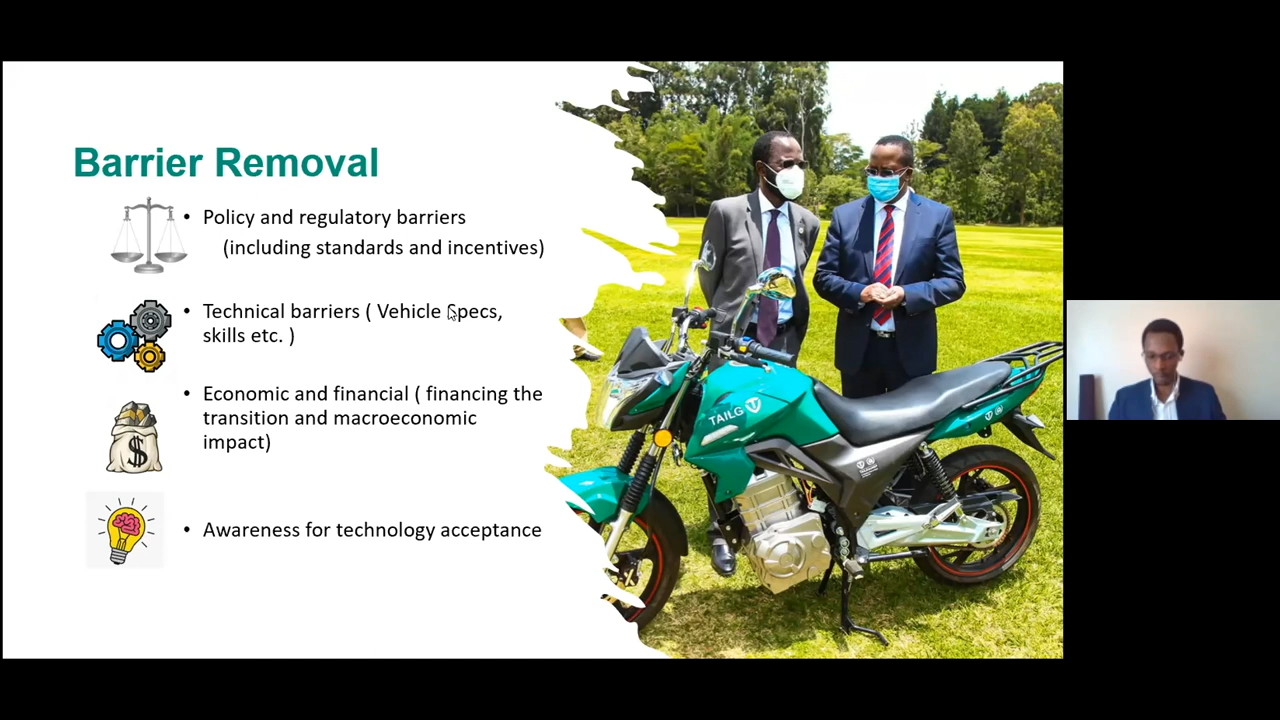 Barrier Removal
• Policy and regulatory barriers
(including standards and incentives)
• Technical barriers ( Vehicle Specs,
skills etc. )
• Economic and financial ( financing the
transition and macroeconomic
impact)
• Awareness for technology acceptance
$
TAILG